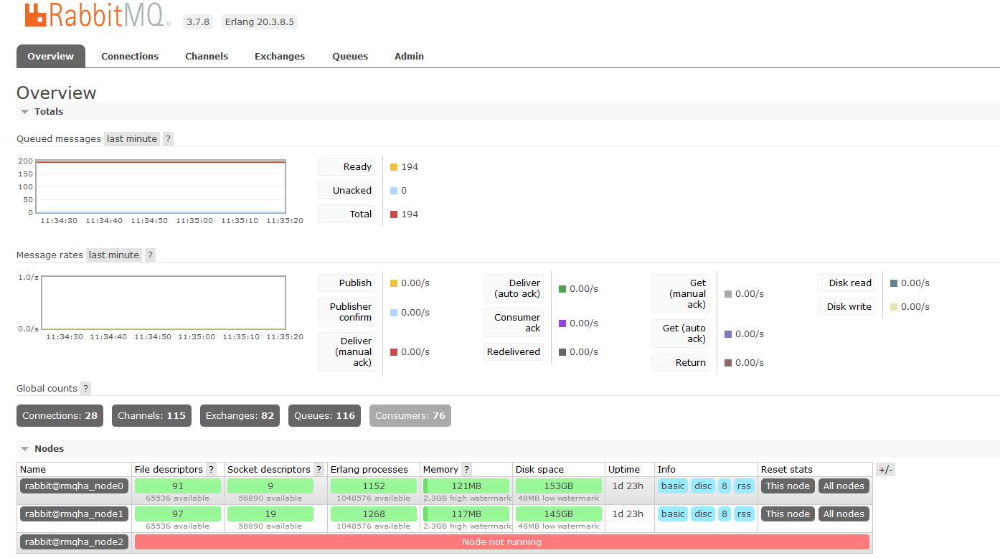 RabbitMQ TM 3.7.8 Erlang 20.3.8.5
Overview Connections Channels Exchanges Queues Admin
Overview
Totals
Queued messages last minute ?
200
150
100
50
0
11:34:30 11:34:40 11:34:50 11:35:00 11:35:10 11:35:20
Ready 194
Unacked 0
Total 194
Message rates last minute ?
1.0/s
0.0/s
11:34:30 11:34:40 11:34:50 11:35:00 11:35:10 11:35:20
Publish 0.00/s
Publisher
confirm 0.00/s
Deliver
(manual
ack) 0.00/s
Deliver
(auto ack) 0.00/s
Consumer
ack 0.00/s
Redelivered 0.00/s
Get
(manual
ack) 0.00/s
Get (auto
ack) 0.00/s
Return 0.00/s
Disk read 0.00/s
Disk write 0.00/s
Global counts ?
Connections: 28 Channels: 115 Exchanges: 82 Queues: 116 Consumers: 76
Nodes
Name File descriptors ? Socket descriptors ? Erlang processes Memory ? Disk space Uptime Info Reset stats +/-
rabbit@rmqha_node0 91 9 1152 121MB 153GB 1d 23h basic disc 8 rss This node All nodes
65536 available 58890 available 1048576 available 2.3GB high watermark 48MB low watermark
rabbit@rmqha_node1 97 19 1268 117MB 145GB 1d 23h basic disc 8 rss This node All nodes
65536 available 58890 available 1048576 available 2.3GB high watermark 48MB low watermark
rabbit@rmqha_node2 Node not running